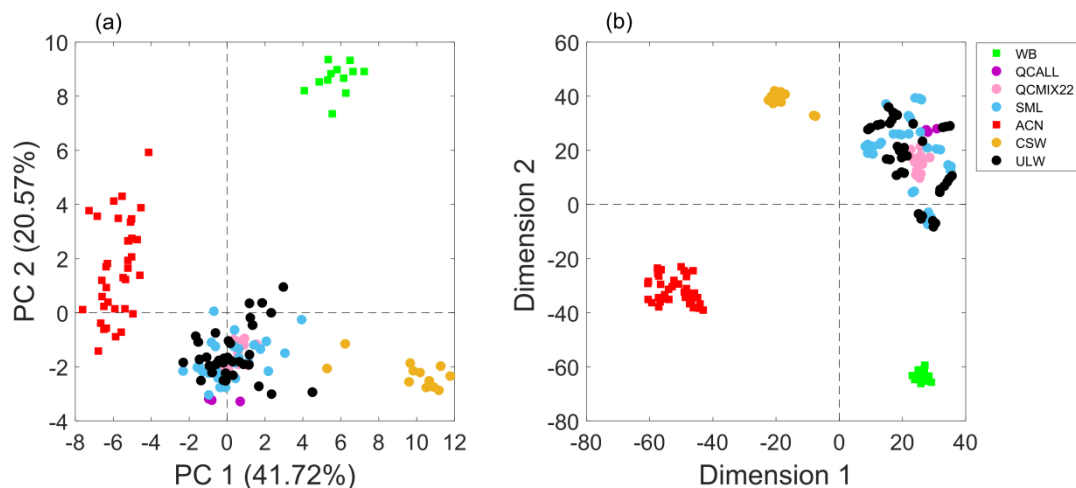 (a)
(b)
10
8
6
4
2
0
-2
-4
-8
-6
-4
-2
0
2
4
6
8
10
12
PC 2 (20.57%)
PC 1 (41.72%)
60
40
20
0
-20
-40
-60
-80
-80
-60
-40
-20
0
20
40
Dimension 2
Dimension 1
WB
QCALL
QCMIX22
SML
ACN
CSW
ULW